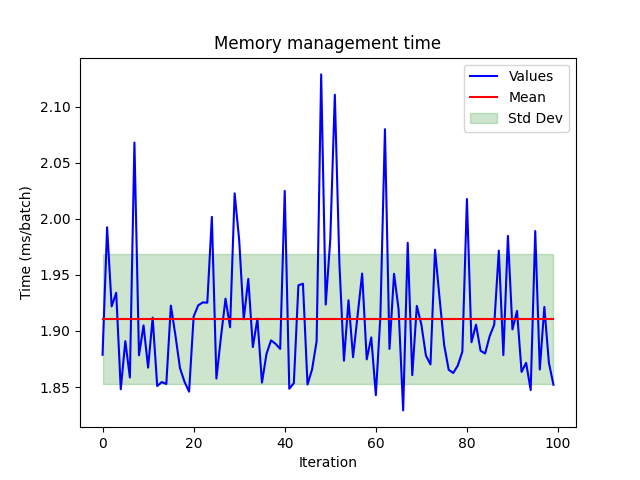 Memory management time
Values
Mean
Std Dev
Time (ms/batch)
2.10
2.05
2.00
1.95
1.90
1.85
0 20 40 60 80 100
Iteration